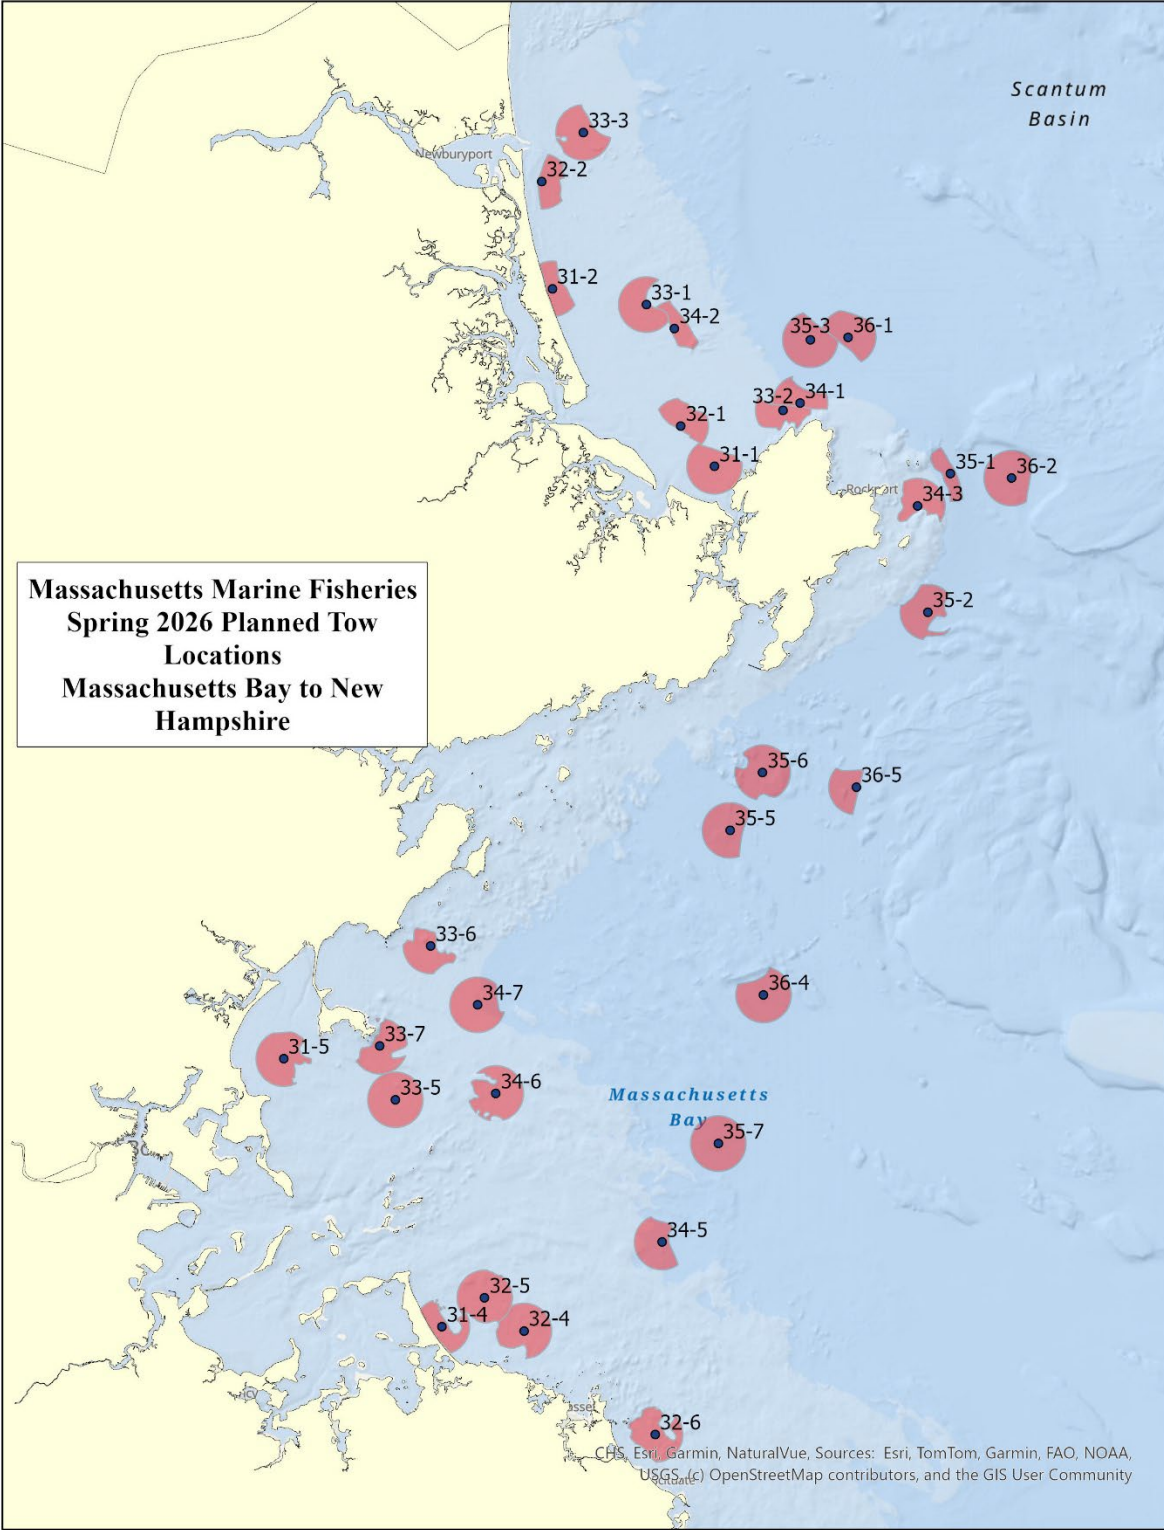 Scantum
Basin
33-3
Newburyport
32-2
31-2
33-1
34-2
35-3
36-1
33-2
34-1
32-1
31-1
35-1
36-2
34-3
35-2
Massachusetts Marine Fisheries
Spring 2026 Planned Tow
Locations
Massachusetts Bay to New
Hampshire
35-6
36-5
35-5
33-6
34-7
36-4
33-7
31-5
33-5
34-6
Massachusetts
Bay
35-7
34-5
32-5
31-4
32-4
32-6
CHS, Esri, Garmin, NaturalVue, Sources: Esri, TomTom, Garmin, FAO, NOAA,
USGS, (c) OpenStreetMap contributors, and the GIS User Community